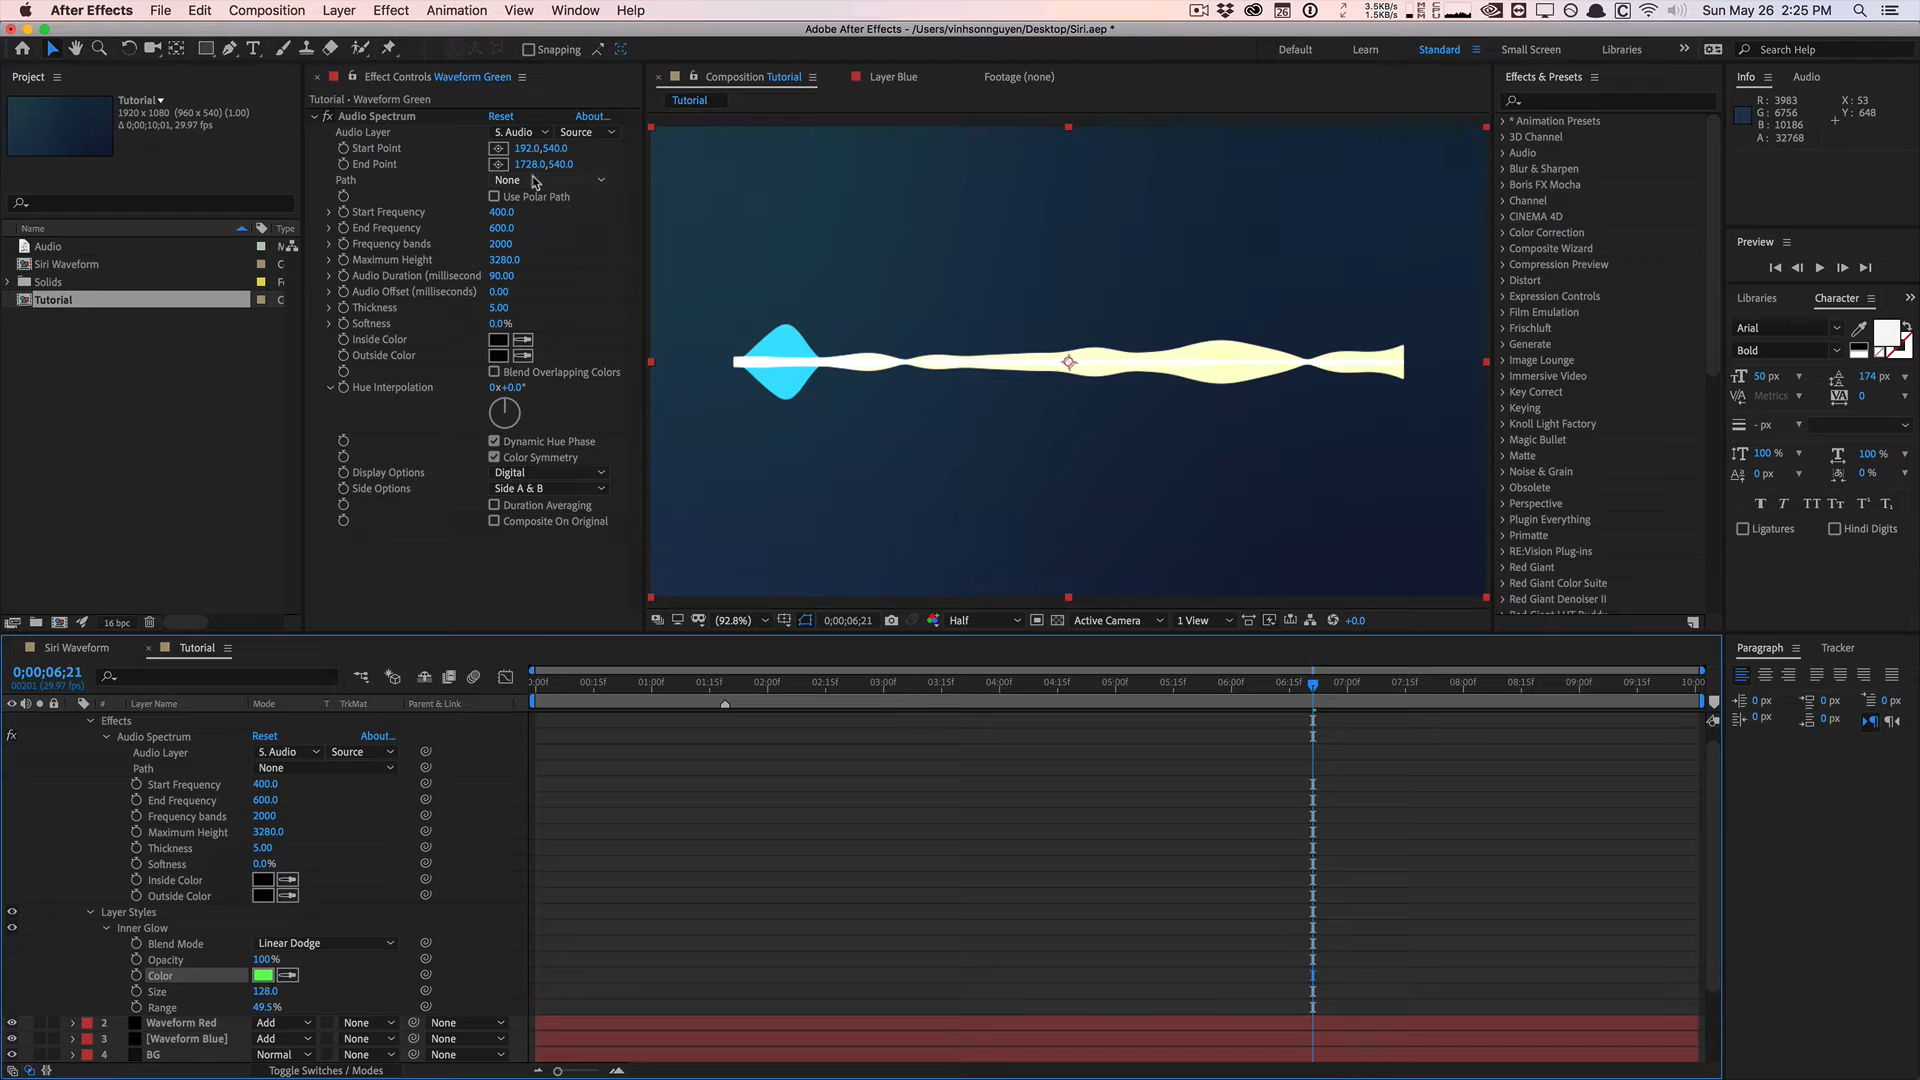 After Effects File Edit Composition Layer Effect Animation View Window Help
26
3.5KB/s
1.5KB/s
Sun May 26 2:25 PM
Adobe After Effects - /Users/vinhsonnguyen/Desktop/Siri.aep *
Snapping
Default Learn Standard Small Screen Libraries Search Help
Project
Tutorial
1920 x 1080 (960 x 540) (1.00)
Δ 0;00;10;01, 29.97 fps
Name Type
Audio M
Siri Waveform C
Solids F
Tutorial C
16 bpc
Effect Controls Waveform Green
Tutorial • Waveform Green
fx Audio Spectrum Reset About...
Audio Layer 5. Audio Source
Start Point 192.0,540.0
End Point 1728.0,540.0
Path None
Use Polar Path
Start Frequency 400.0
End Frequency 600.0
Frequency bands 2000
Maximum Height 3280.0
Audio Duration (millisecond 90.00
Audio Offset (milliseconds) 0.00
Thickness 5.00
Softness 0.0%
Inside Color
Outside Color
Blend Overlapping Colors
Hue Interpolation 0x+0.0°
Dynamic Hue Phase
Color Symmetry
Display Options Digital
Side Options Side A & B
Duration Averaging
Composite On Original
Composition Tutorial Layer Blue Footage (none)
Tutorial
(92.8%) 0;00;06;21 Half Active Camera 1 View +0.0
Effects & Presets
* Animation Presets
3D Channel
Audio
Blur & Sharpen
Boris FX Mocha
Channel
CINEMA 4D
Color Correction
Composite Wizard
Compression Preview
Distort
Expression Controls
Film Emulation
Frischluft
Generate
Image Lounge
Immersive Video
Key Correct
Keying
Knoll Light Factory
Magic Bullet
Matte
Noise & Grain
Obsolete
Perspective
Plugin Everything
Primatte
RE:Vision Plug-ins
Red Giant
Red Giant Color Suite
Red Giant Denoiser II
Info Audio
R: 3983 X: 53
G: 6756 Y: 648
B: 10186
A: 32768
Preview
Libraries Character
Arial
Bold
50 px 174 px
Metrics 0
- px
100 % 100 %
0 px 0 %
Ligatures Hindi Digits
Siri Waveform Tutorial
0;00;06;21
00201 (29.97 fps)
:00f 00:15f 01:00f 01:15f 02:00f 02:15f 03:00f 03:15f 04:00f 04:15f 05:00f 05:15f 06:00f 06:15f 07:00f 07:15f 08:00f 08:15f 09:00f 09:15f 10:00
# Layer Name Mode T TrkMat Parent & Link
Effects
fx Audio Spectrum Reset About...
Audio Layer 5. Audio Source
Path None
Start Frequency 400.0
End Frequency 600.0
Frequency bands 2000
Maximum Height 3280.0
Thickness 5.00
Softness 0.0%
Inside Color
Outside Color
Layer Styles
Inner Glow
Blend Mode Linear Dodge
Opacity 100%
Color
Size 128.0
Range 49.5%
2 Waveform Red Add None None
3 [Waveform Blue] Add None None
4 BG Normal None None
Toggle Switches / Modes
Paragraph Tracker
0 px 0 px 0 px
0 px 0 px